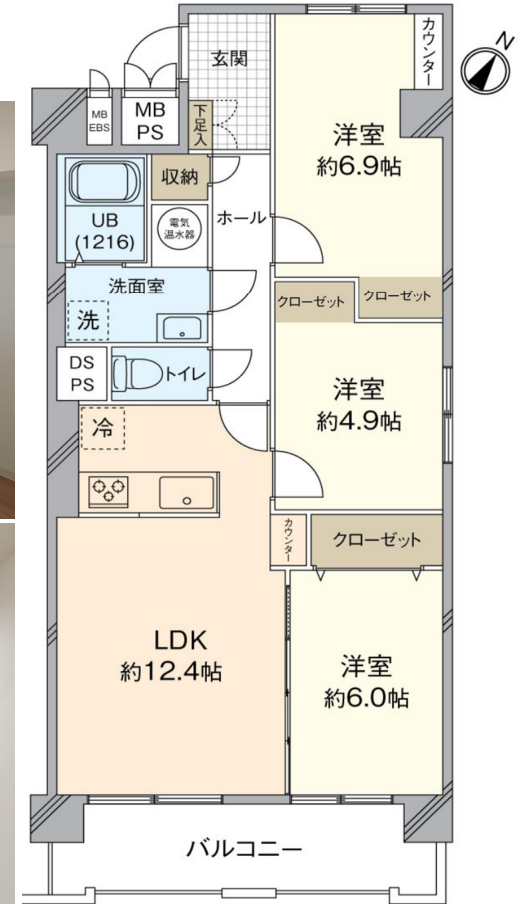 N
カウンター
玄関
MB
EBS
MB
PS
下足入
洋室
約6.9帖
収納
UB
(1216)
電気
温水器
ホール
洗面室
洗
クローゼット
クローゼット
DS
PS
トイレ
洋室
約4.9帖
冷
カウンター
クローゼット
LDK
約12.4帖
洋室
約6.0帖
バルコニー